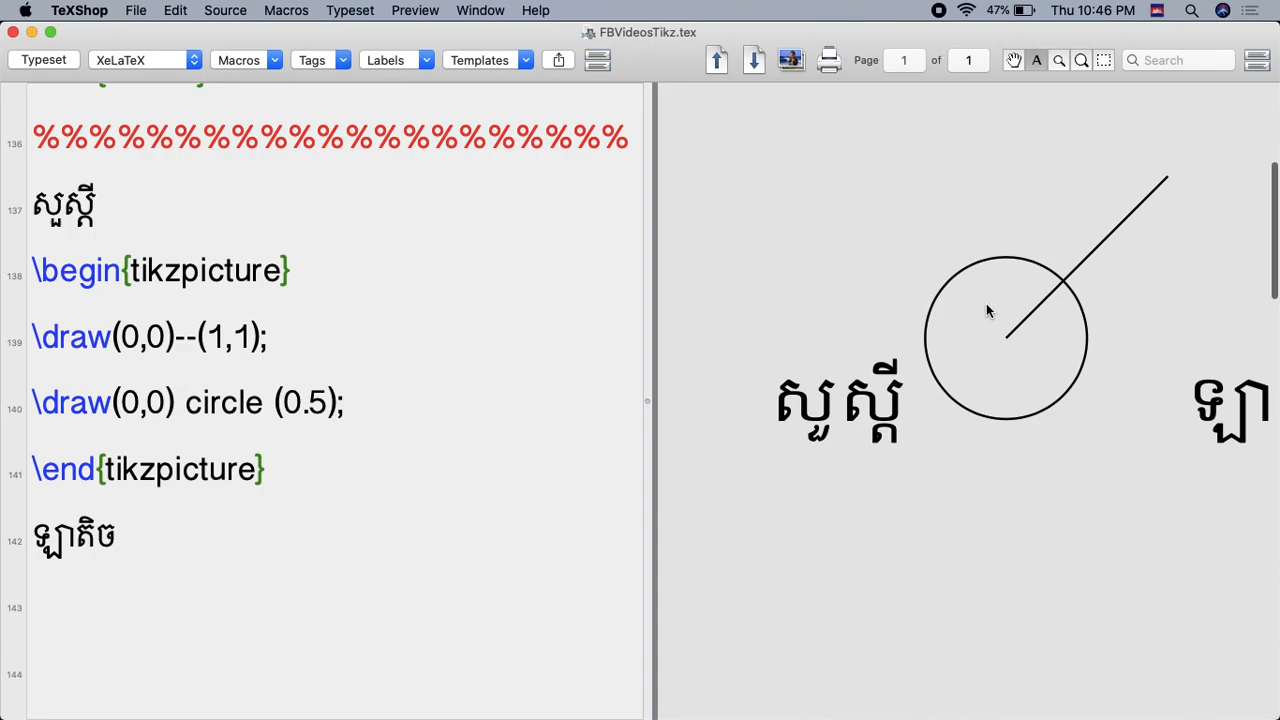 TeXShop File Edit Source Macros Typeset Preview Window Help 47% Thu 10:46 PM
FBVideosTikz.tex
Typeset XeLaTeX Macros Tags Labels Templates Page 1 of 1 A Search
136 %%%%%%%%%%%%%%%%%%%%%
137 សួស្តី
138 \begin{tikzpicture}
139 \draw(0,0)--(1,1);
140 \draw(0,0) circle (0.5);
141 \end{tikzpicture}
142 ឡាតិច
143
144
សួស្តី ឡា